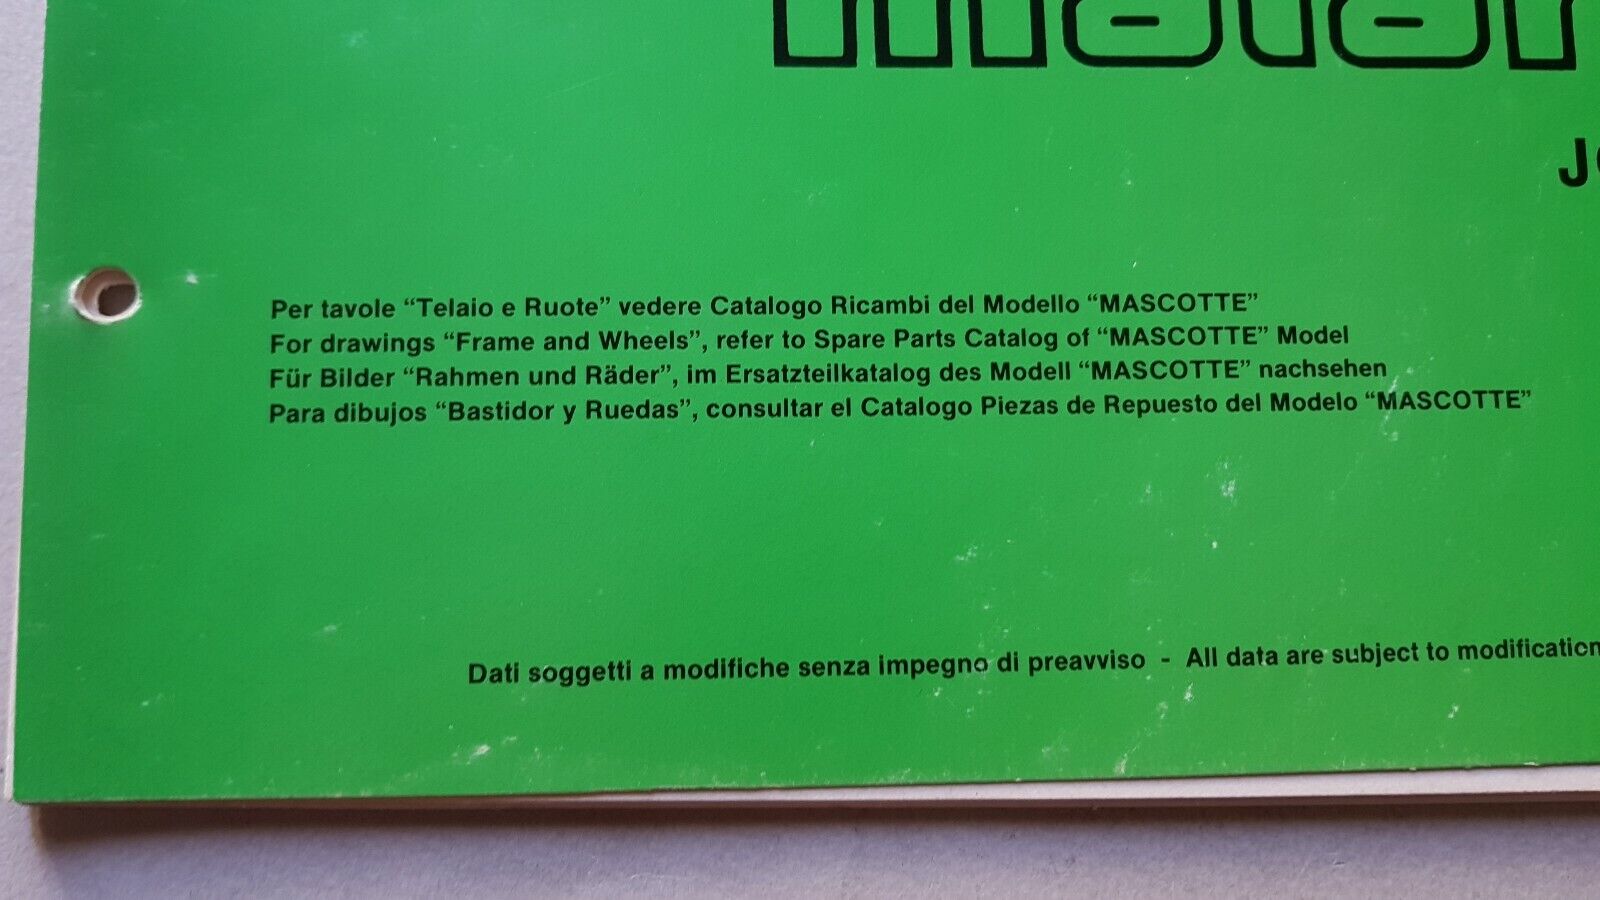 Per tavole “Telaio e Ruote” vedere Catalogo Ricambi del Modello “MASCOTTE”
For drawings “Frame and Wheels”, refer to Spare Parts Catalog of “MASCOTTE” Model
Für Bilder “Rahmen und Räder”, im Ersatzteilkatalog des Modell “MASCOTTE” nachsehen
Para dibujos “Bastidor y Ruedas”, consultar el Catalogo Piezas de Repuesto del Modelo “MASCOTTE”
Dati soggetti a modifiche senza impegno di preavviso - All data are subject to modification